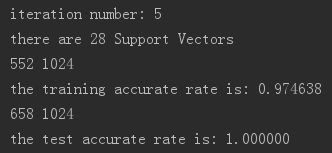 iteration number: 5
there are 28 Support Vectors
552 1024
the training accurate rate is: 0.974638
658 1024
the test accurate rate is: 1.000000